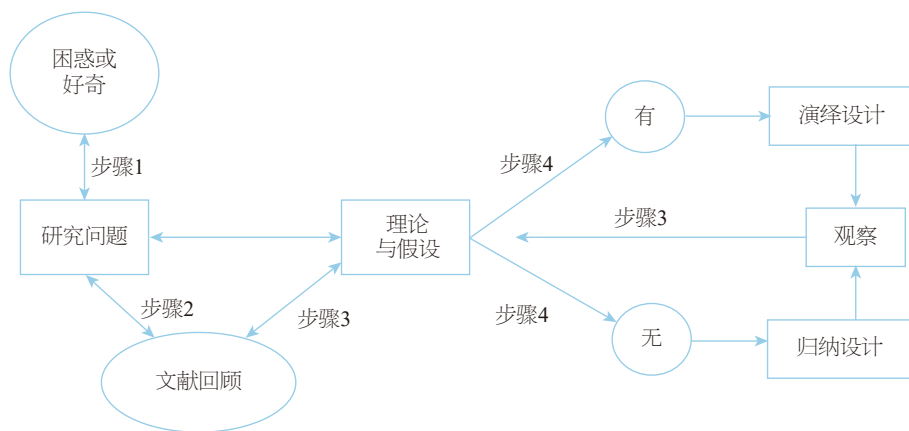 困惑或
好奇
步骤1
研究问题
步骤2
文献回顾
步骤3
理论
与假设
步骤4
有
演绎设计
步骤3
观察
步骤4
无
归纳设计